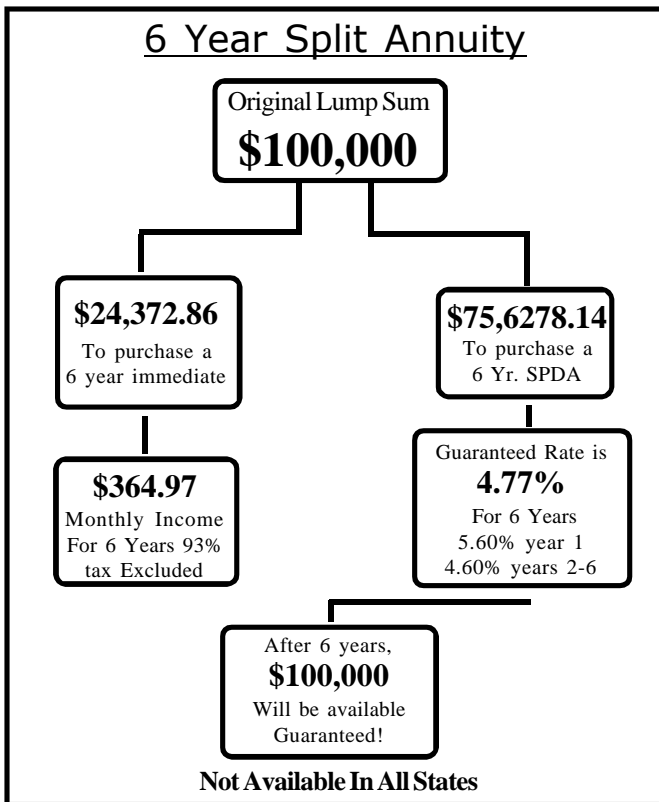 6 Year Split Annuity
Original Lump Sum
$100,000
$24,372.86
To purchase a
6 year immediate
$75,6278.14
To purchase a
6 Yr. SPDA
$364.97
Monthly Income
For 6 Years 93%
tax Excluded
Guaranteed Rate is
4.77%
For 6 Years
5.60% year 1
4.60% years 2-6
After 6 years,
$100,000
Will be available
Guaranteed!
Not Available In All States